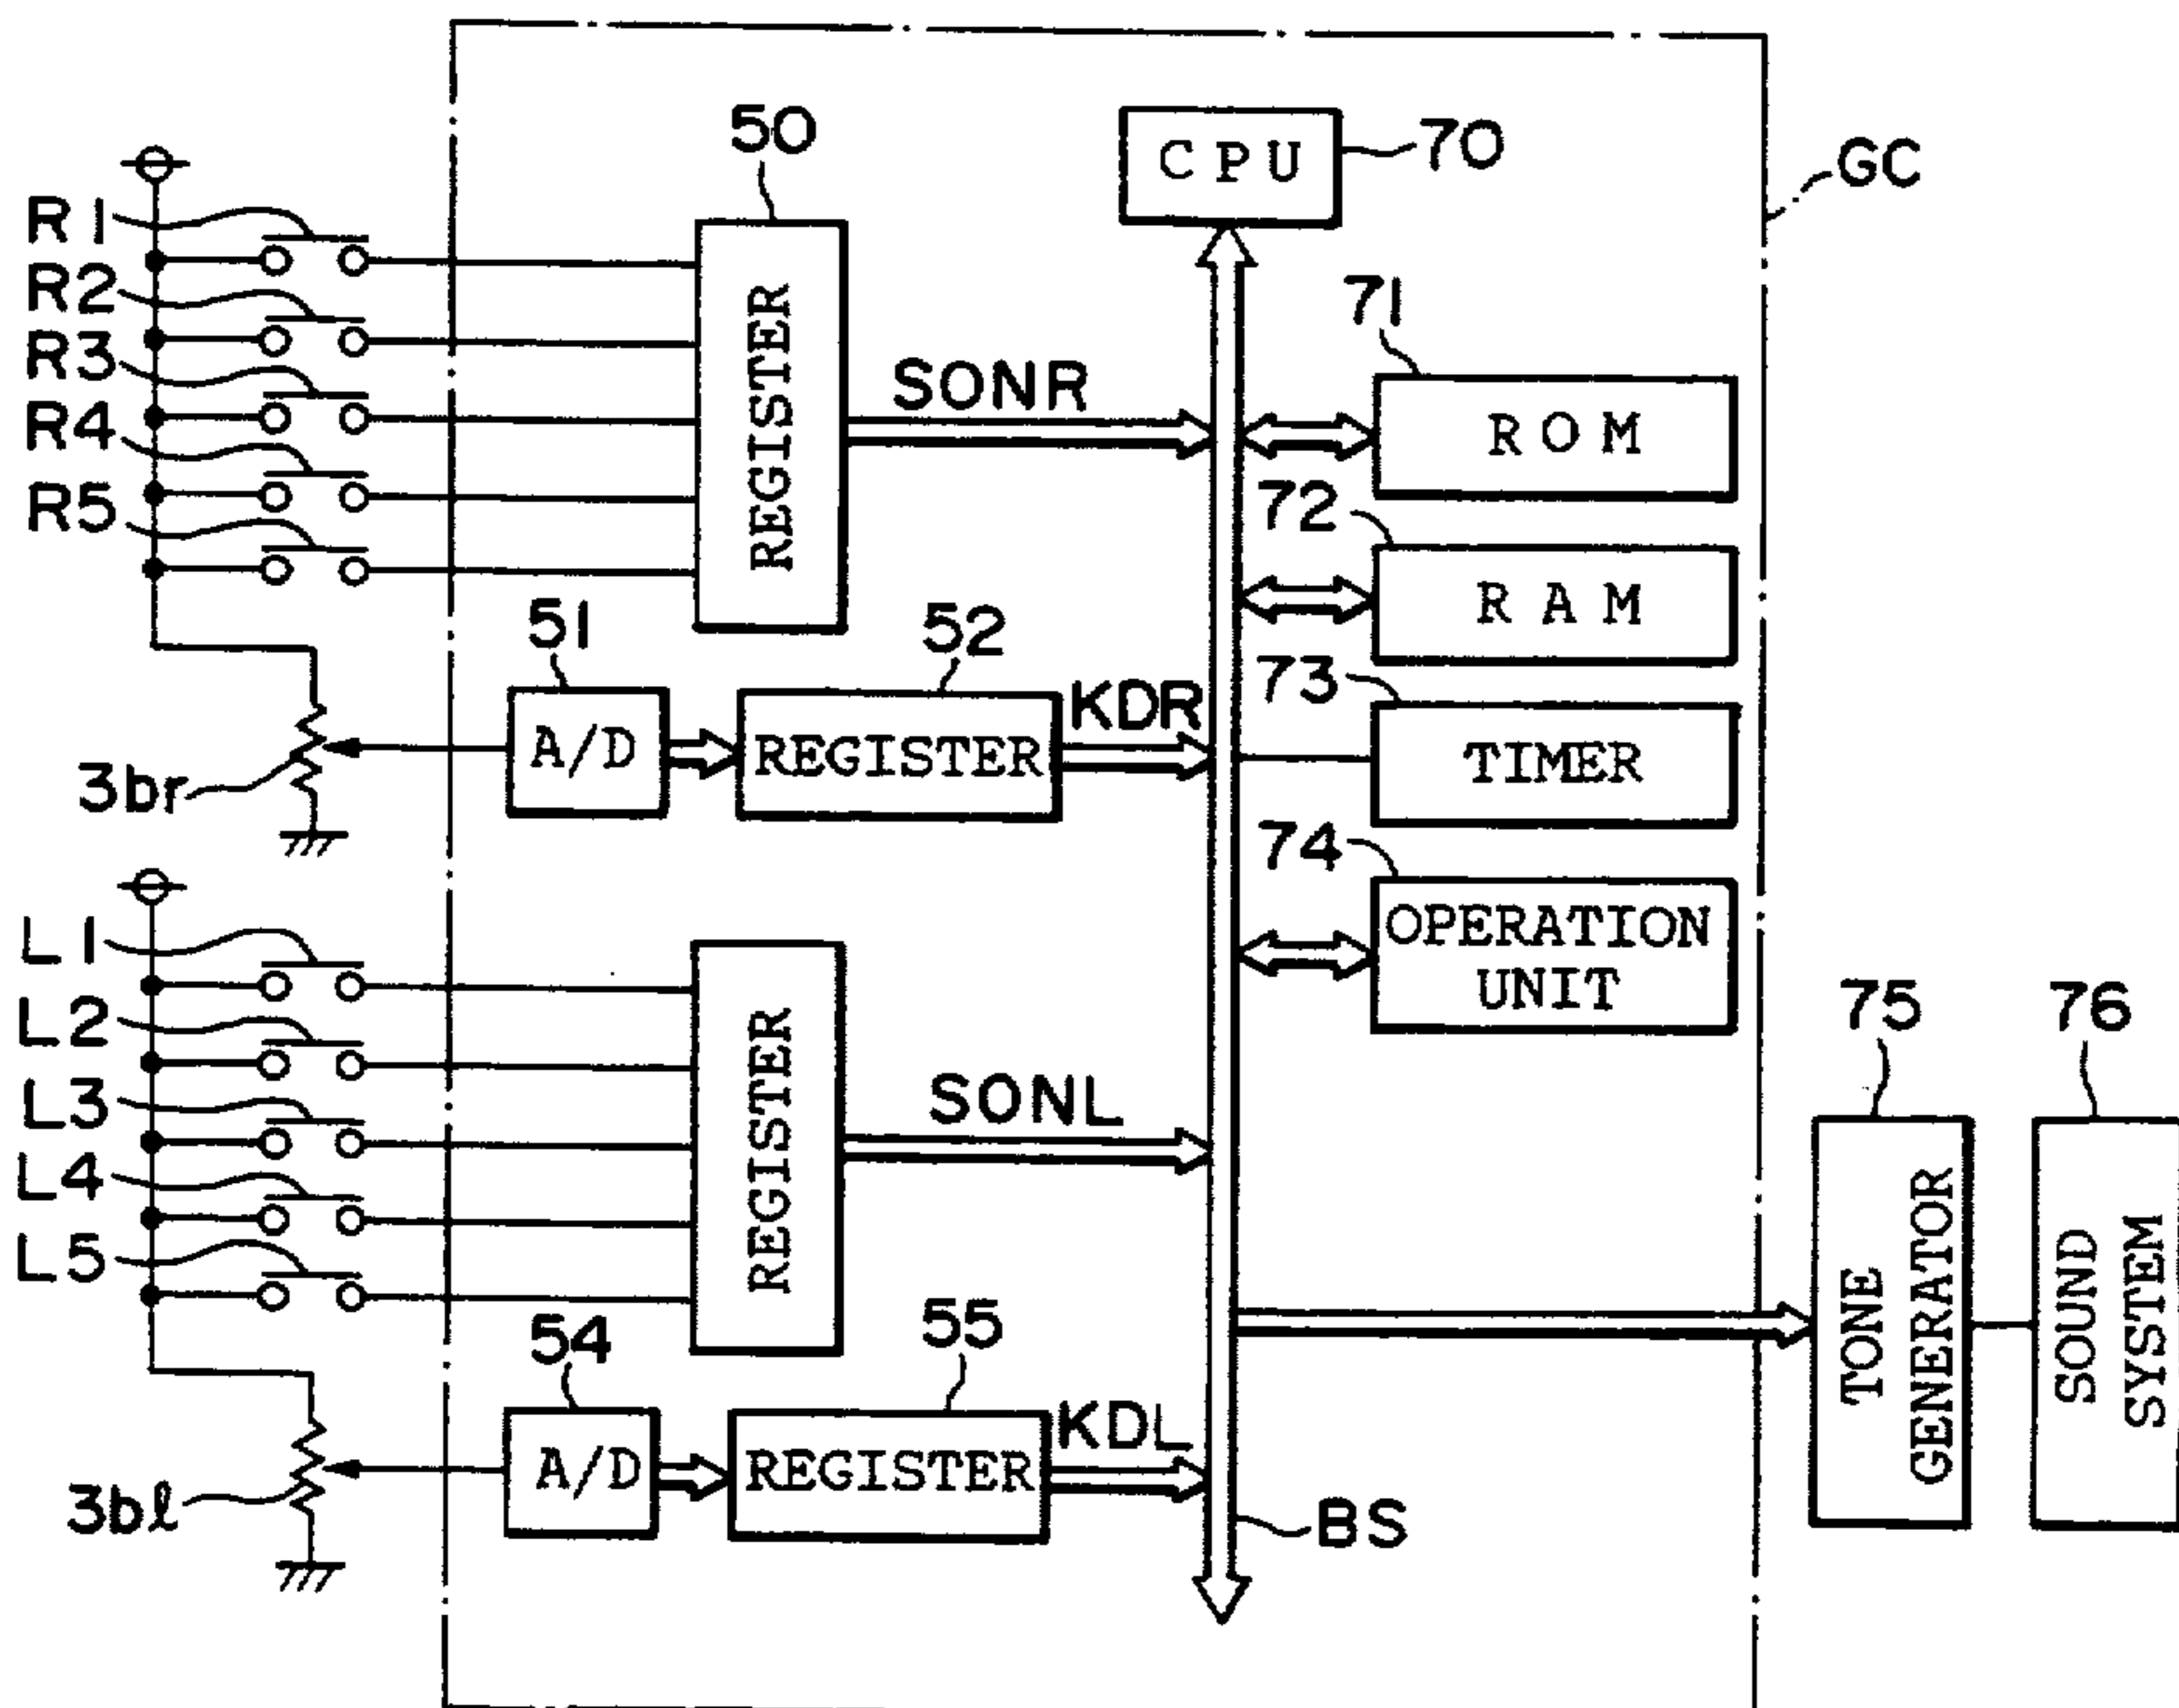 50
CPU
70
GC
R1
R2
R3
R4
R5
REGISTER
SONR
71
ROM
72
RAM
51
52
A/D
REGISTER
KDR
73
TIMER
3br
74
OPERATION
UNIT
L1
L2
L3
L4
L5
REGISTER
SONL
75
76
TONE
GENERATOR
SOUND
SYSTEM
54
55
A/D
REGISTER
KDL
3bℓ
BS